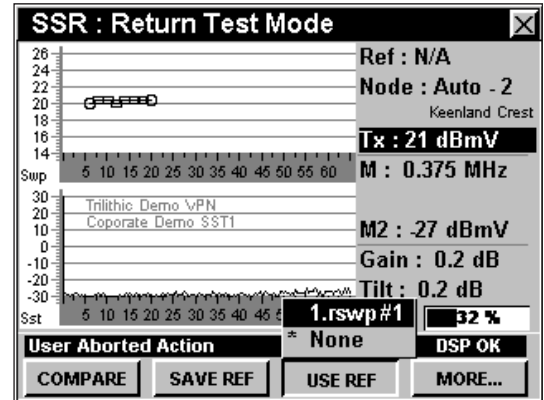 SSR : Return Test Mode
26
24
22
20
18
16
14
Swp 5 10 15 20 25 30 35 40 45 50 55 60
Ref : N/A
Node : Auto - 2
Keenland Crest
Tx : 21 dBmV
M : 0.375 MHz
30
20
10
0
-10
-20
-30
Trilithic Demo VPN
Coporate Demo SST1
Sst 5 10 15 20 25 30 35 40 45
M2 : -27 dBmV
Gain : 0.2 dB
Tilt : 0.2 dB
1.rswp #1
* None
32 %
User Aborted Action
DSP OK
COMPARE
SAVE REF
USE REF
MORE...